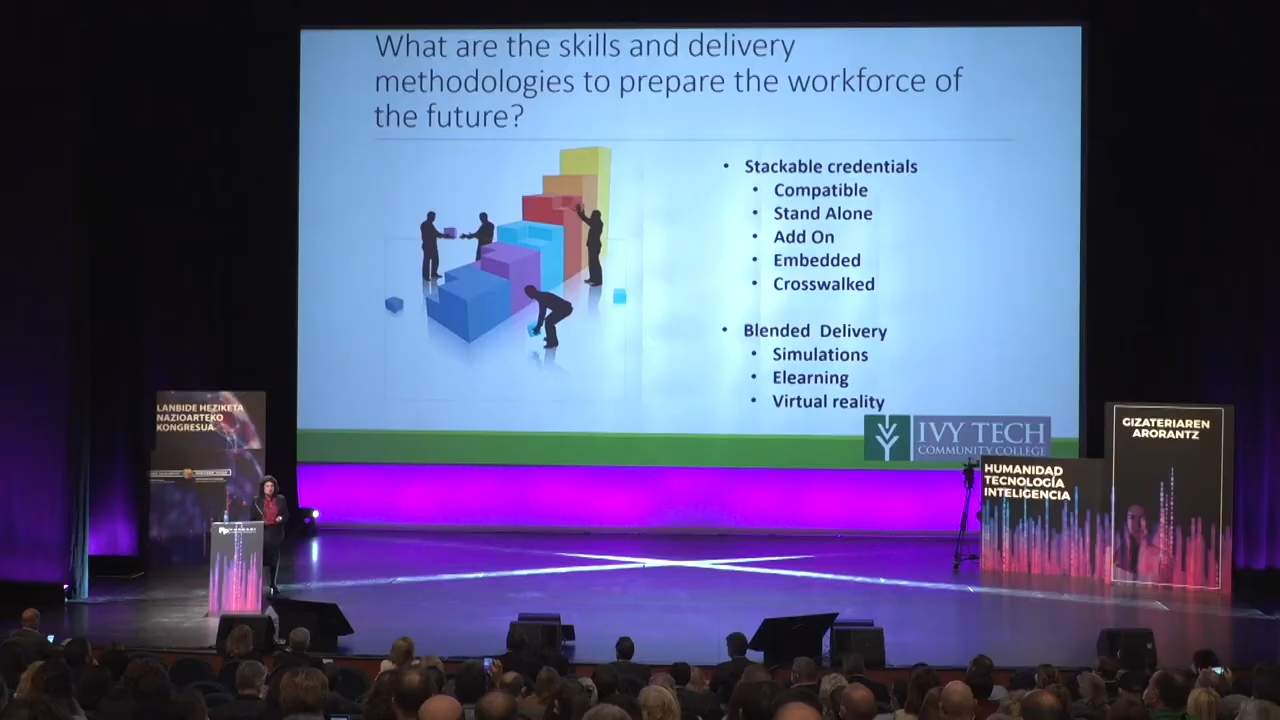 What are the skills and delivery
methodologies to prepare the workforce of
the future?
• Stackable credentials
• Compatible
• Stand Alone
• Add On
• Embedded
• Crosswalked
• Blended Delivery
• Simulations
• Elearning
• Virtual reality
IVY TECH
COMMUNITY COLLEGE
LANBIDE HEZIKETA
NAZIOARTEKO
KONGRESUA
HUMANIDAD
TECNOLOGÍA
INTELIGENCIA
GIZATERIAREN
ARORANTZ